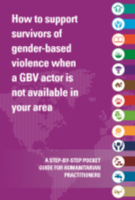 How to support
survivors of
gender-based
violence when
a GBV actor is
not available in
your area
A STEP-BY-STEP POCKET
GUIDE FOR HUMANITARIAN
PRACTITIONERS